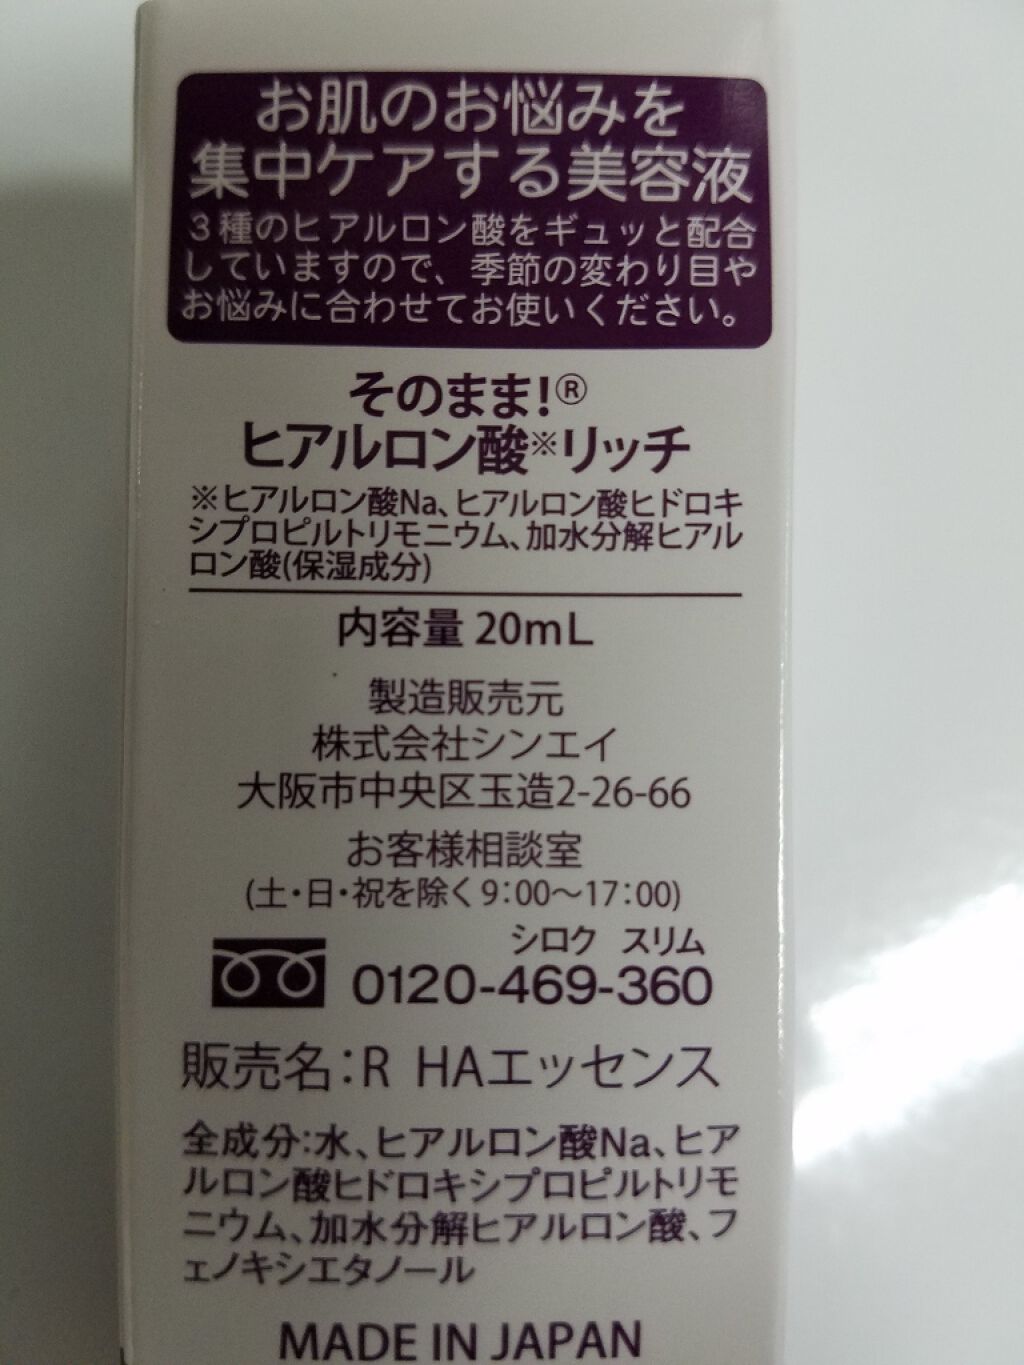 お肌のお悩みを
集中ケアする美容液
3種のヒアルロン酸をギュッと配合
していますので、季節の変わり目や
お悩みに合わせてお使いください。
そのまま!®
ヒアルロン酸※リッチ
※ヒアルロン酸Na、ヒアルロン酸ヒドロキ
シプロピルトリモニウム、加水分解ヒアル
ロン酸(保湿成分)
内容量 20mL
製造販売元
株式会社シンエイ
大阪市中央区玉造2-26-66
お客様相談室
(土・日・祝を除く9:00〜17:00)
シロク スリム
0120-469-360
販売名:R HAエッセンス
全成分:水、ヒアルロン酸Na、ヒア
ルロン酸ヒドロキシプロピルトリモ
ニウム、加水分解ヒアルロン酸、フ
ェノキシエタノール
MADE IN JAPAN